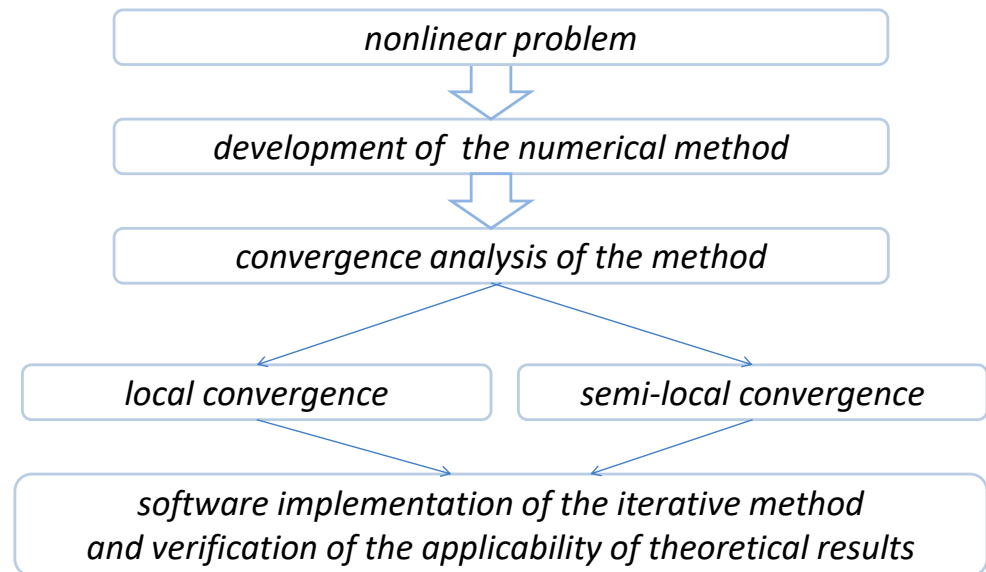 nonlinear problem
development of the numerical method
convergence analysis of the method
local convergence
semi-local convergence
software implementation of the iterative method
and verification of the applicability of theoretical results